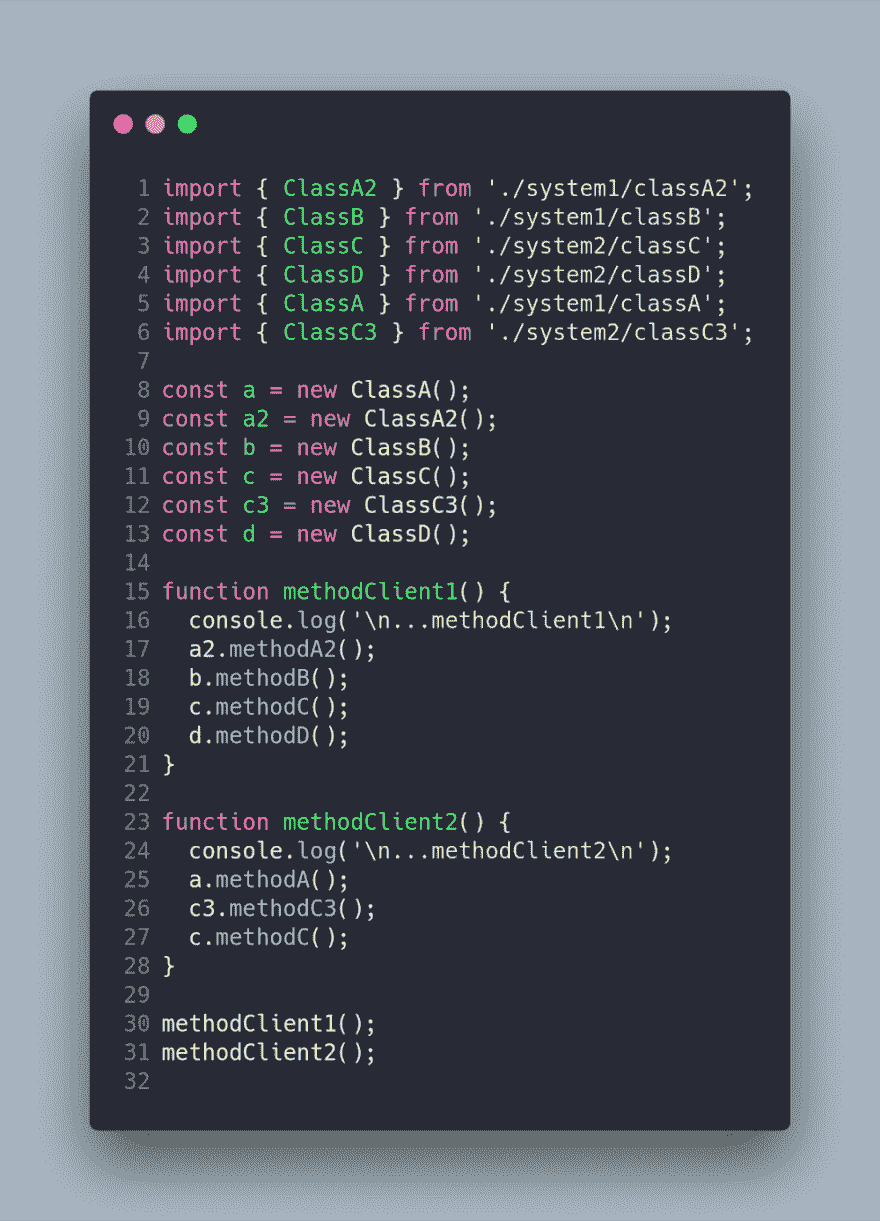 1 import { ClassA2 } from './system1/classA2';
2 import { ClassB } from './system1/classB';
3 import { ClassC } from './system2/classC';
4 import { ClassD } from './system2/classD';
5 import { ClassA } from './system1/classA';
6 import { ClassC3 } from './system2/classC3';
7
8 const a = new ClassA();
9 const a2 = new ClassA2();
10 const b = new ClassB();
11 const c = new ClassC();
12 const c3 = new ClassC3();
13 const d = new ClassD();
14
15 function methodClient1() {
16   console.log('\n...methodClient1\n');
17   a2.methodA2();
18   b.methodB();
19   c.methodC();
20   d.methodD();
21 }
22
23 function methodClient2() {
24   console.log('\n...methodClient2\n');
25   a.methodA();
26   c3.methodC3();
27   c.methodC();
28 }
29
30 methodClient1();
31 methodClient2();
32